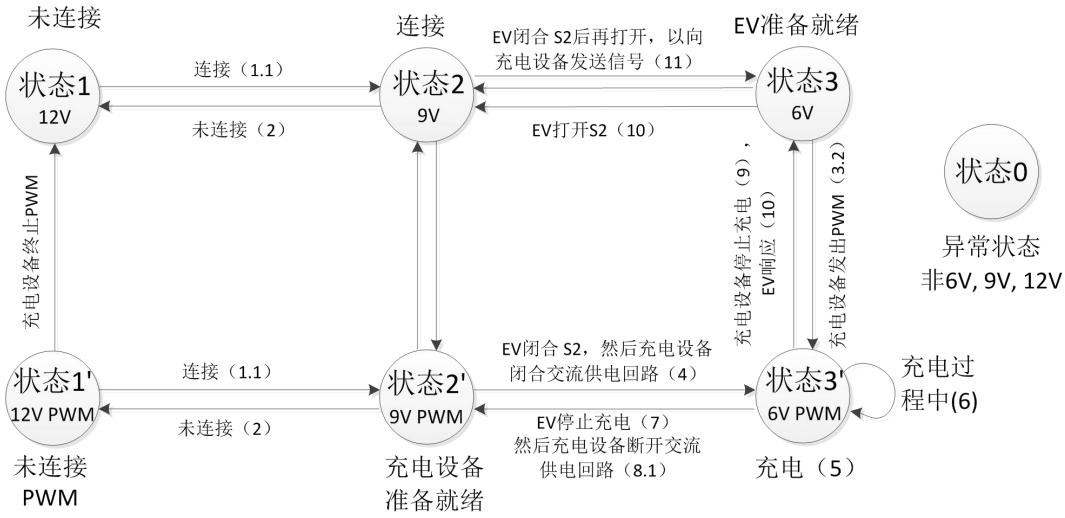 未连接
连接
EV准备就绪
状态1
12V
连接（1.1）
未连接（2）
状态2
9V
EV闭合 S2后再打开，以向
充电设备发送信号（11）
EV打开S2（10）
状态3
6V
状态0
异常状态
非6V, 9V, 12V
充电设备终止PWM
充电设备停止充电（9），
EV响应（10）
充电设备发出PWM（3.2）
状态1'
12V PWM
未连接
PWM
连接（1.1）
未连接（2）
状态2'
9V PWM
充电设备
准备就绪
EV闭合 S2，然后充电设备
闭合交流供电回路（4）
EV停止充电（7）
然后充电设备断开交流
供电回路（8.1）
状态3'
6V PWM
充电（5）
充电过
程中(6)